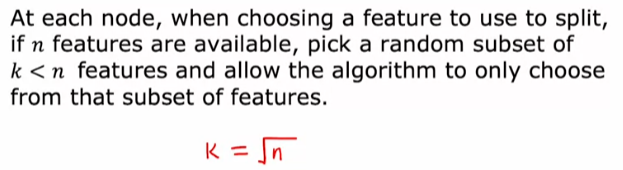 At each node, when choosing a feature to use to split,
if n features are available, pick a random subset of
k < n features and allow the algorithm to only choose
from that subset of features.
K = √n